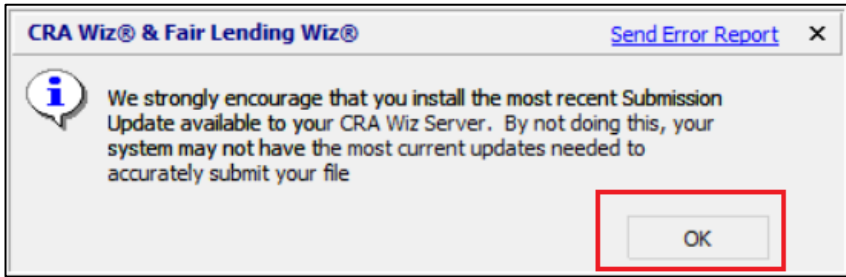 CRA Wiz® & Fair Lending Wiz® Send Error Report X
We strongly encourage that you install the most recent Submission
Update available to your CRA Wiz Server. By not doing this, your
system may not have the most current updates needed to
accurately submit your file
OK